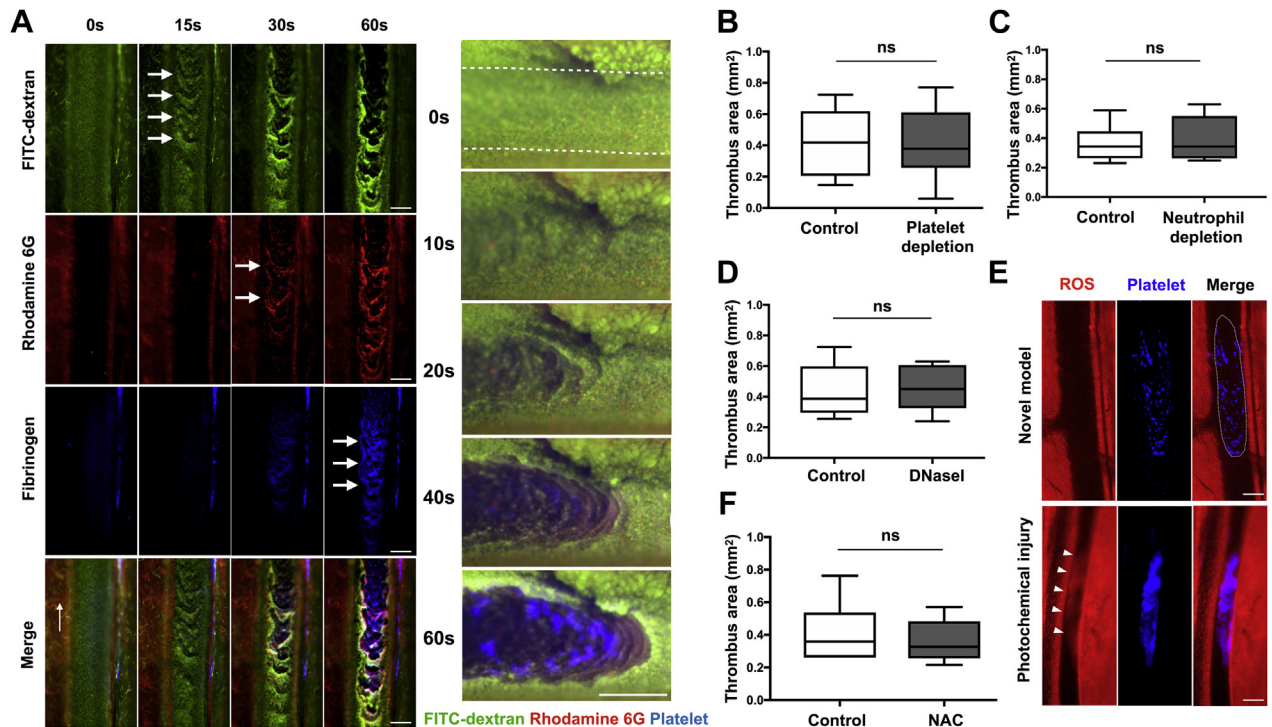 A
0s
15s
30s
60s
FITC-dextran
Rhodamine 6G
Fibrinogen
Merge
0s
10s
20s
40s
60s
FITC-dextran Rhodamine 6G Platelet
B
ns
Thrombus area (mm²)
1.0
0.8
0.6
0.4
0.2
0.0
Control
Platelet
depletion
C
ns
Thrombus area (mm²)
1.0
0.8
0.6
0.4
0.2
0.0
Control
Neutrophil
depletion
D
ns
Thrombus area (mm²)
1.0
0.8
0.6
0.4
0.2
0.0
Control
DNaseI
E
ROS
Platelet
Merge
Novel model
Photochemical injury
F
ns
Thrombus area (mm²)
1.0
0.8
0.6
0.4
0.2
0.0
Control
NAC